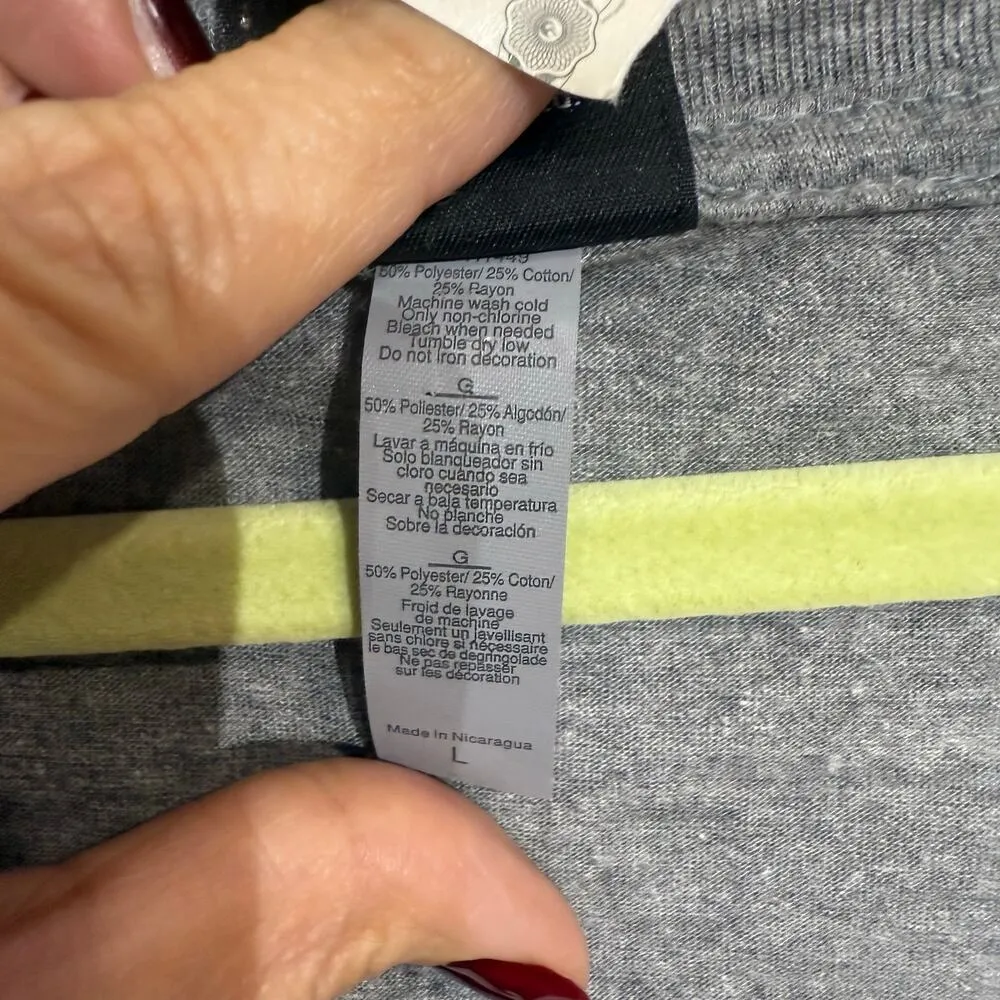 50% Polyester/ 25% Cotton/
25% Rayon
Machine wash cold
Only non-chlorine
Bleach when needed
Tumble dry low
Do not Iron decoration
G
50% Poliester/ 25% Algodón/
25% Rayon
Lavar a máquina en frío
Solo blanqueador sin
cloro cuando sea
necesario
Secar a baja temperatura
No planche
Sobre la decoración
G
50% Polyester/ 25% Coton/
25% Rayonne
Froid de lavage
de machine
Seulement un javellisant
sans chlore si nécessaire
le bas sec de degringolade
Ne pas repasser
sur les décoration
Made in Nicaragua
L